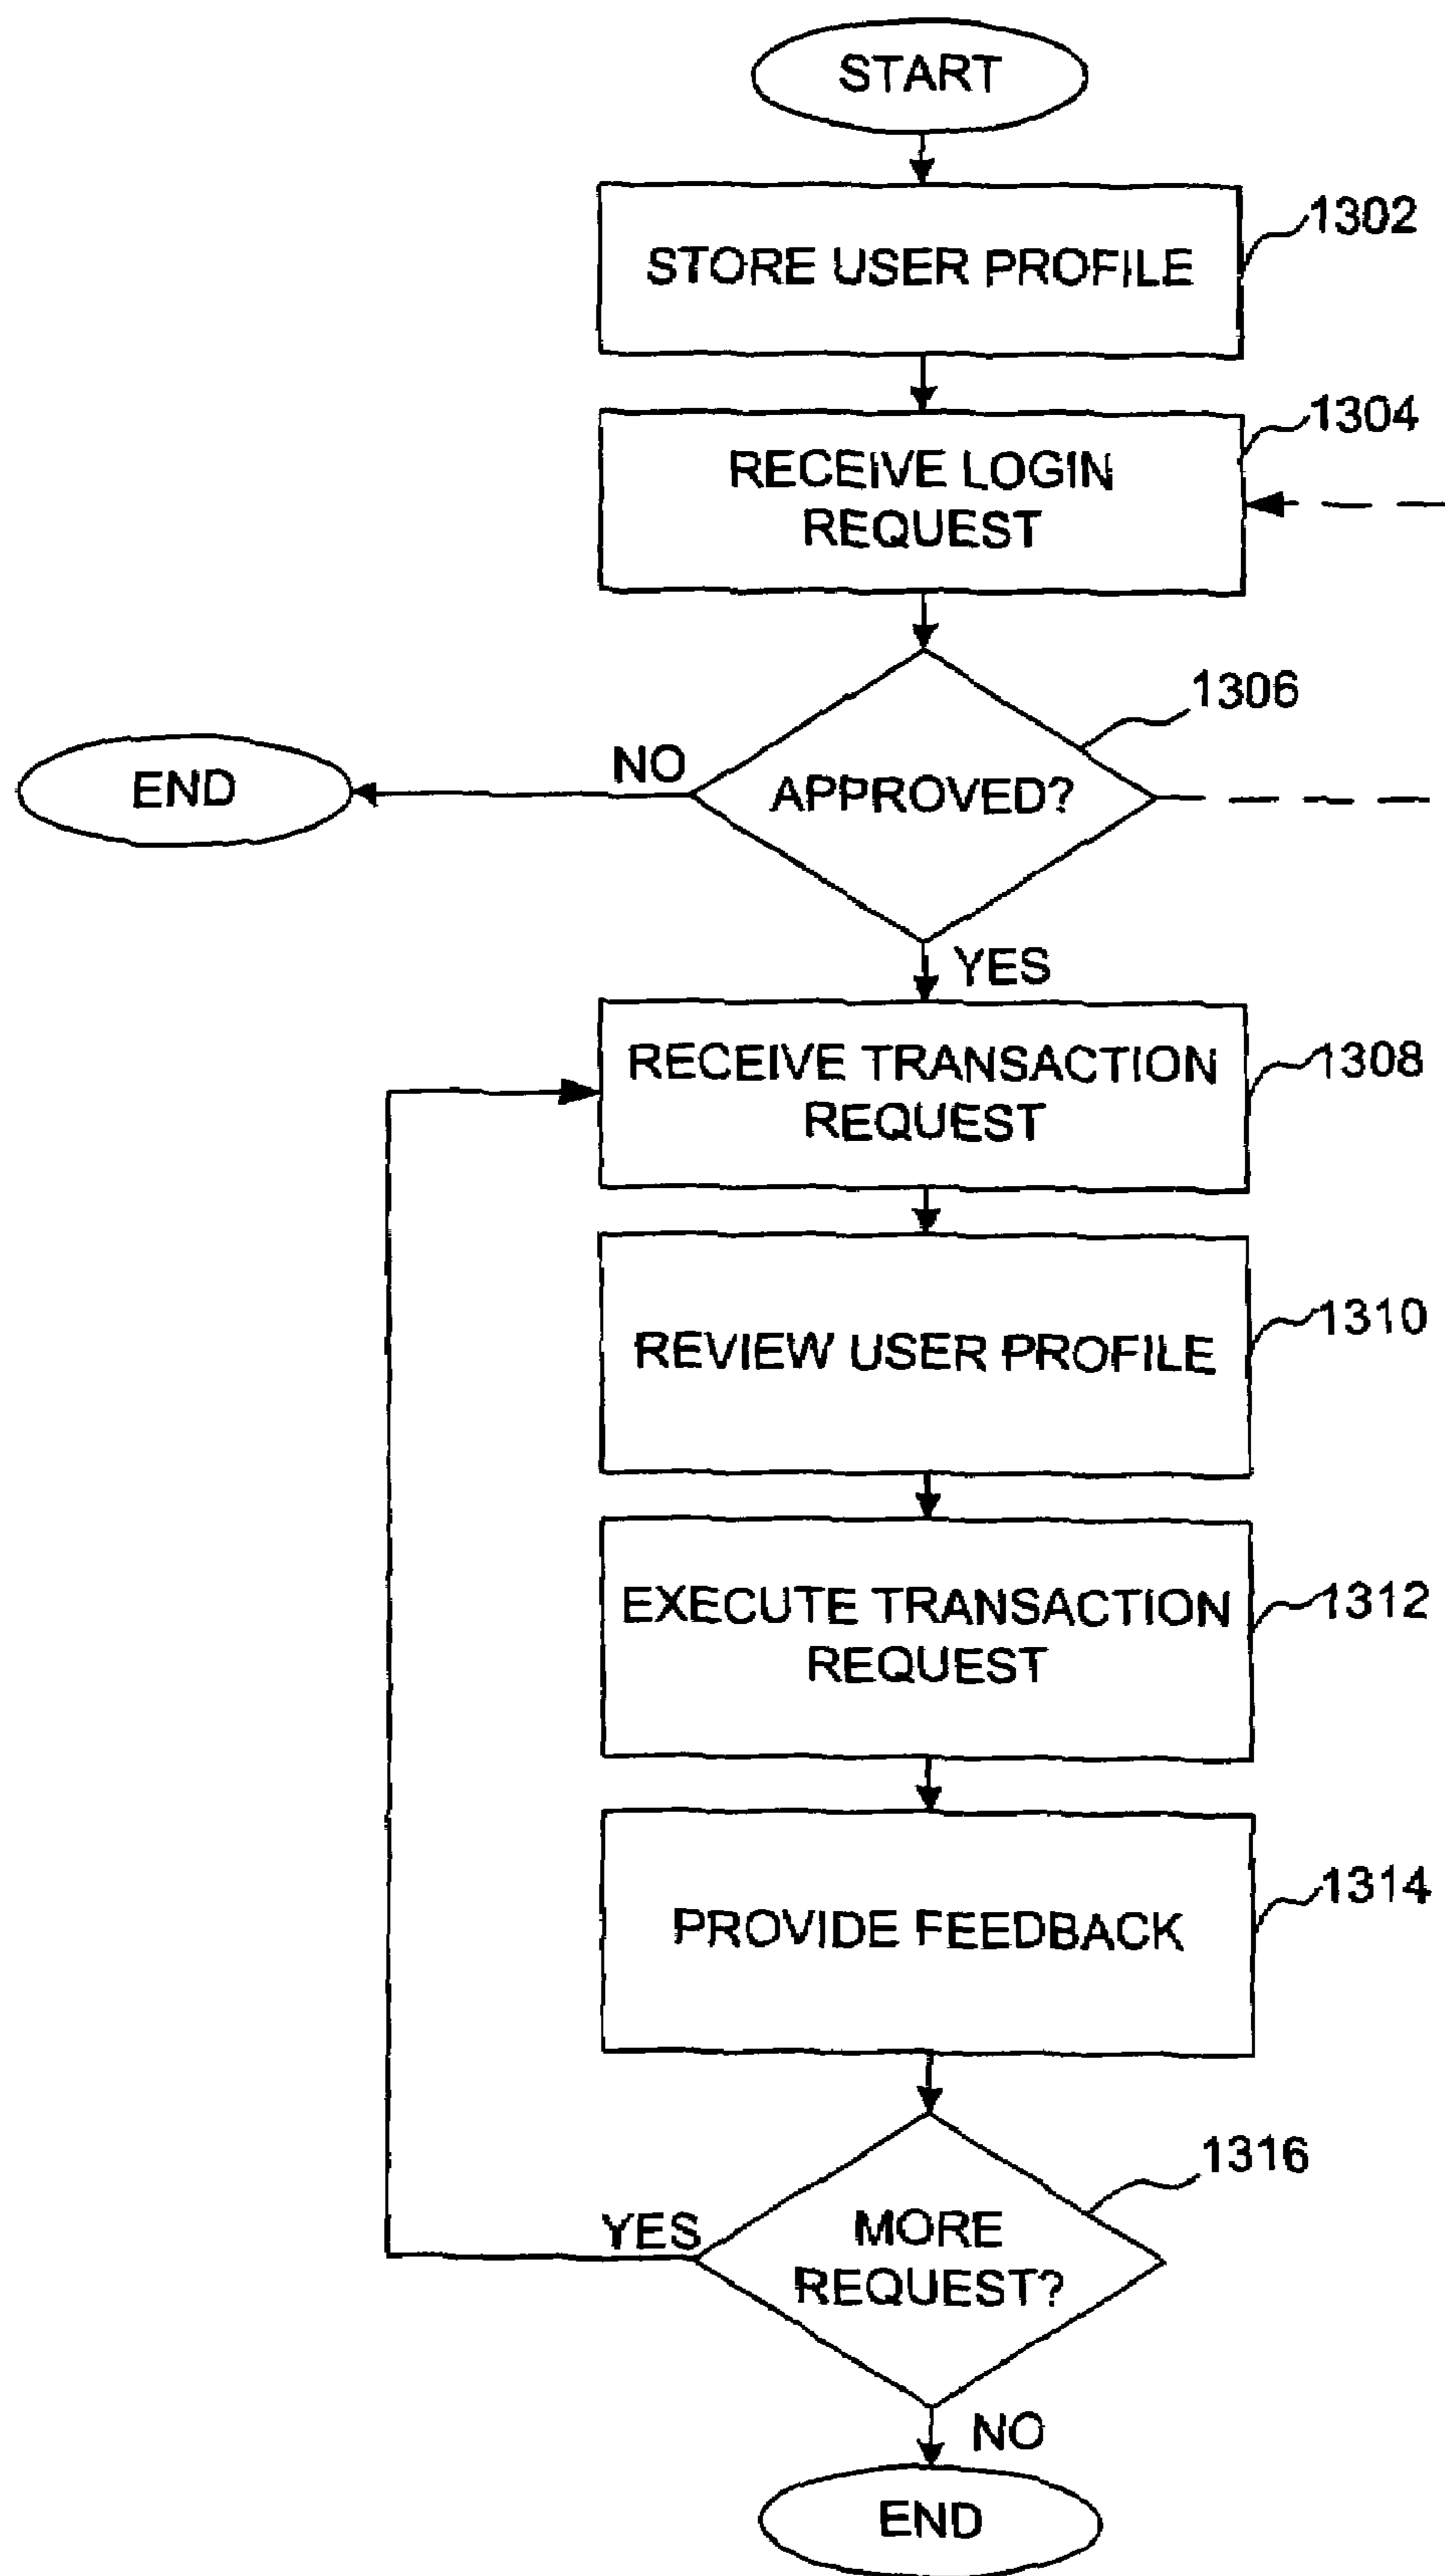 START
STORE USER PROFILE
1302
RECEIVE LOGIN
REQUEST
1304
APPROVED?
1306
NO
END
YES
RECEIVE TRANSACTION
REQUEST
1308
REVIEW USER PROFILE
1310
EXECUTE TRANSACTION
REQUEST
1312
PROVIDE FEEDBACK
1314
MORE
REQUEST?
1316
YES
NO
END